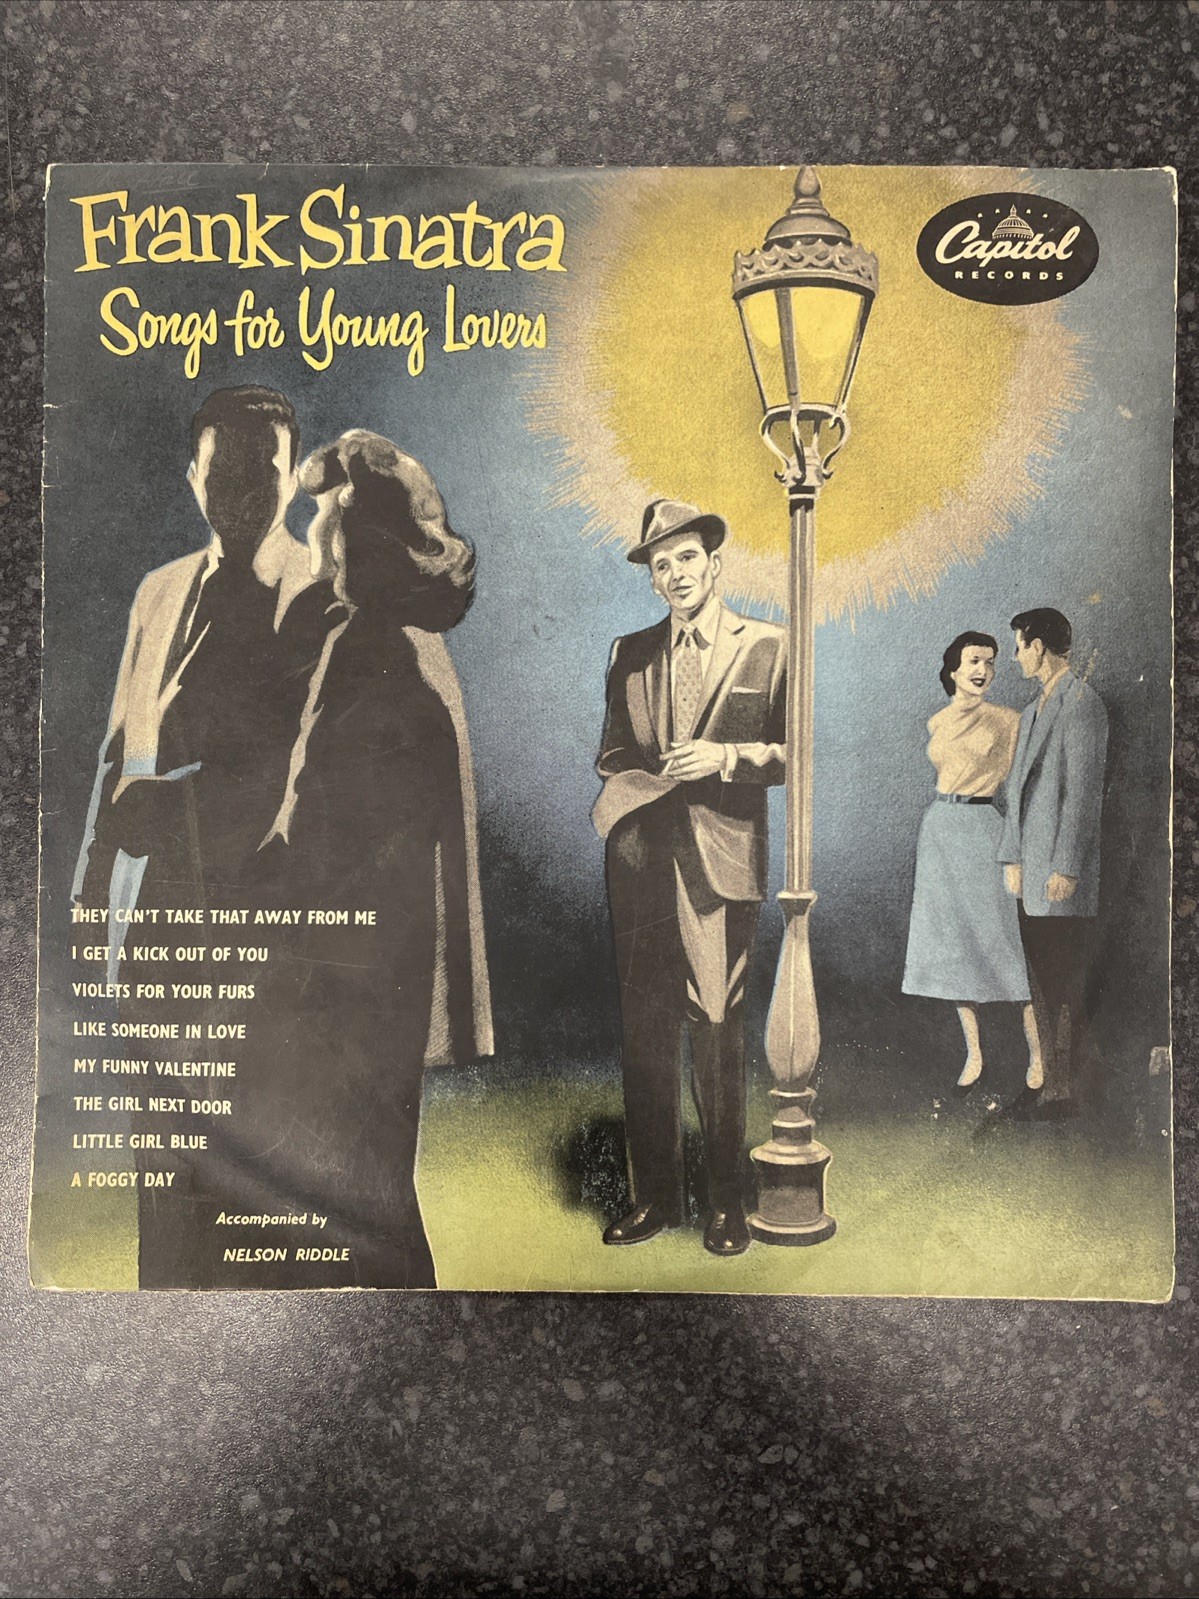 Frank Sinatra
Songs for Young Lovers
Capitol
RECORDS
THEY CAN'T TAKE THAT AWAY FROM ME
I GET A KICK OUT OF YOU
VIOLETS FOR YOUR FURS
LIKE SOMEONE IN LOVE
MY FUNNY VALENTINE
THE GIRL NEXT DOOR
LITTLE GIRL BLUE
A FOGGY DAY
Accompanied by
NELSON RIDDLE